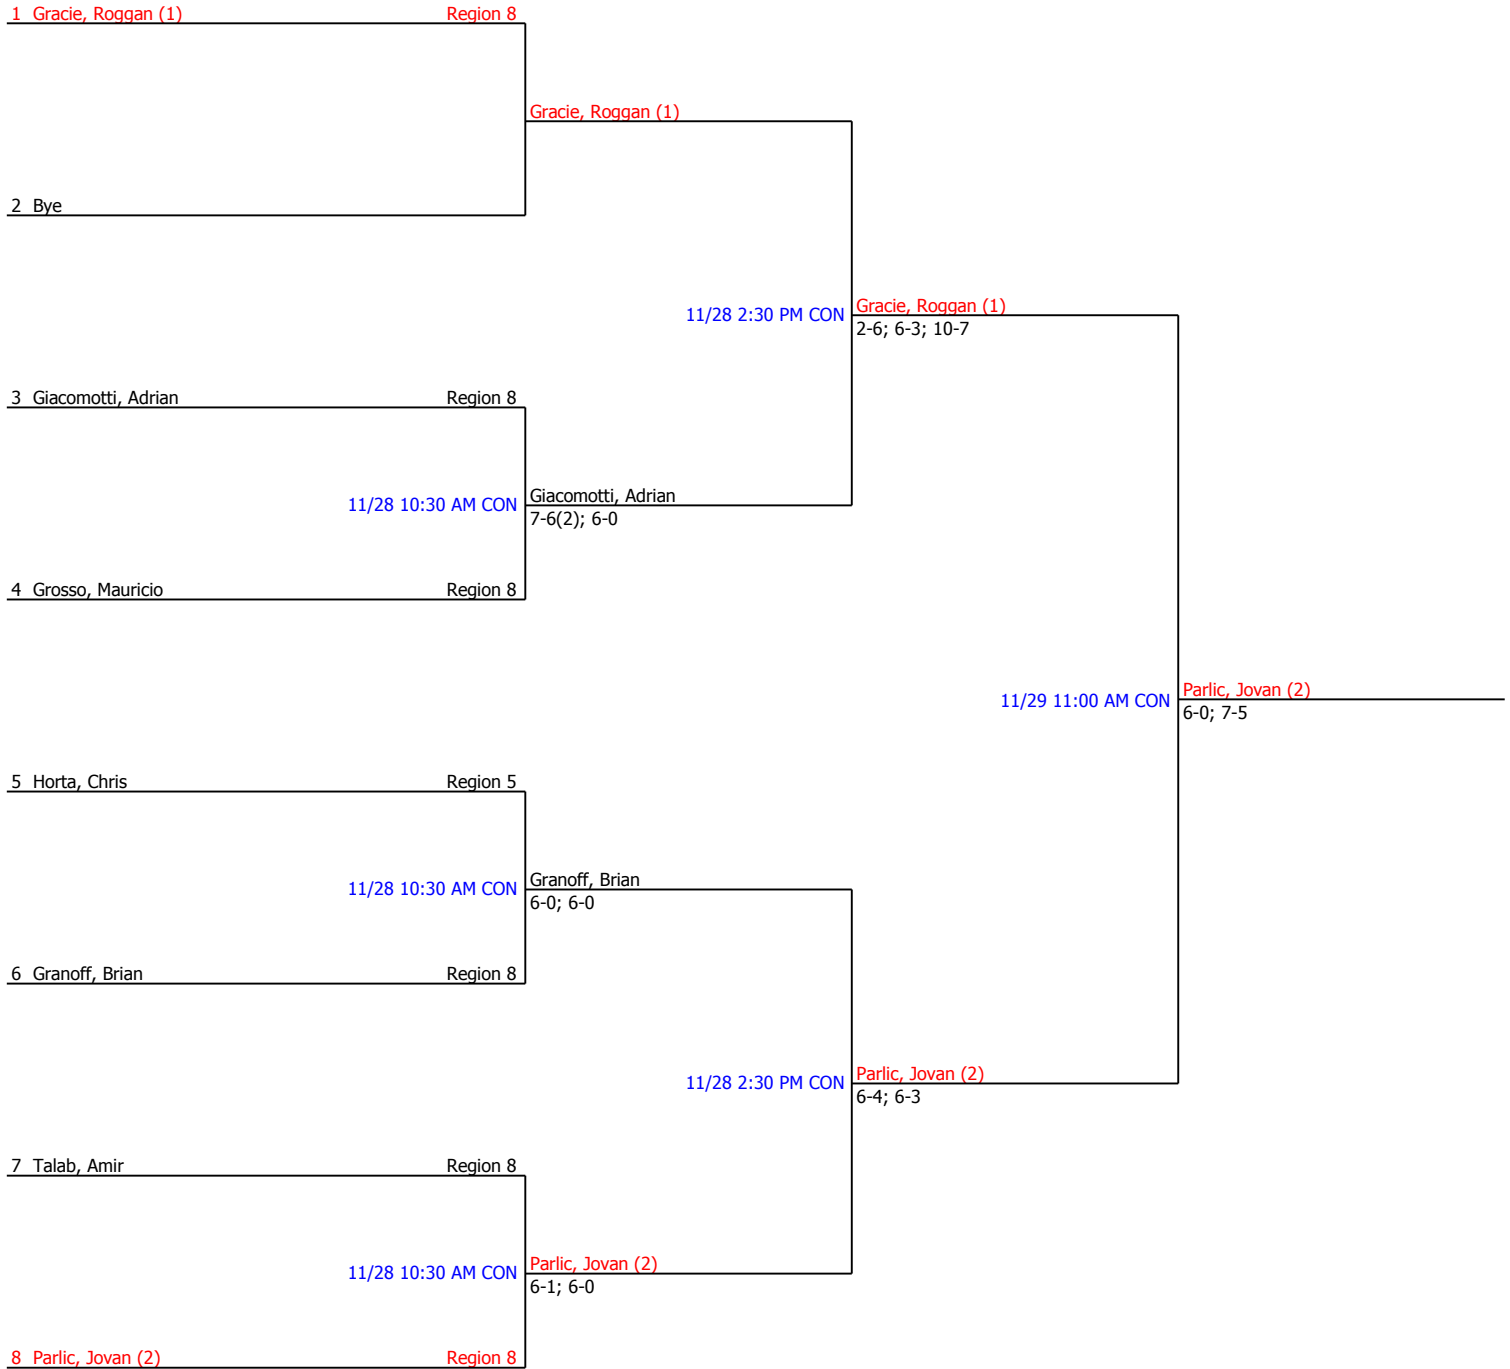 1 Gracie, Roggan (1) Region 8
Gracie, Roggan (1)
2 Bye
11/28 2:30 PM CON Gracie, Roggan (1)
2-6; 6-3; 10-7
3 Giacomotti, Adrian Region 8
11/28 10:30 AM CON Giacomotti, Adrian
7-6(2); 6-0
4 Grosso, Mauricio Region 8
11/29 11:00 AM CON Parlic, Jovan (2)
6-0; 7-5
5 Horta, Chris Region 5
11/28 10:30 AM CON Granoff, Brian
6-0; 6-0
6 Granoff, Brian Region 8
11/28 2:30 PM CON Parlic, Jovan (2)
6-4; 6-3
7 Talab, Amir Region 8
11/28 10:30 AM CON Parlic, Jovan (2)
6-1; 6-0
8 Parlic, Jovan (2) Region 8